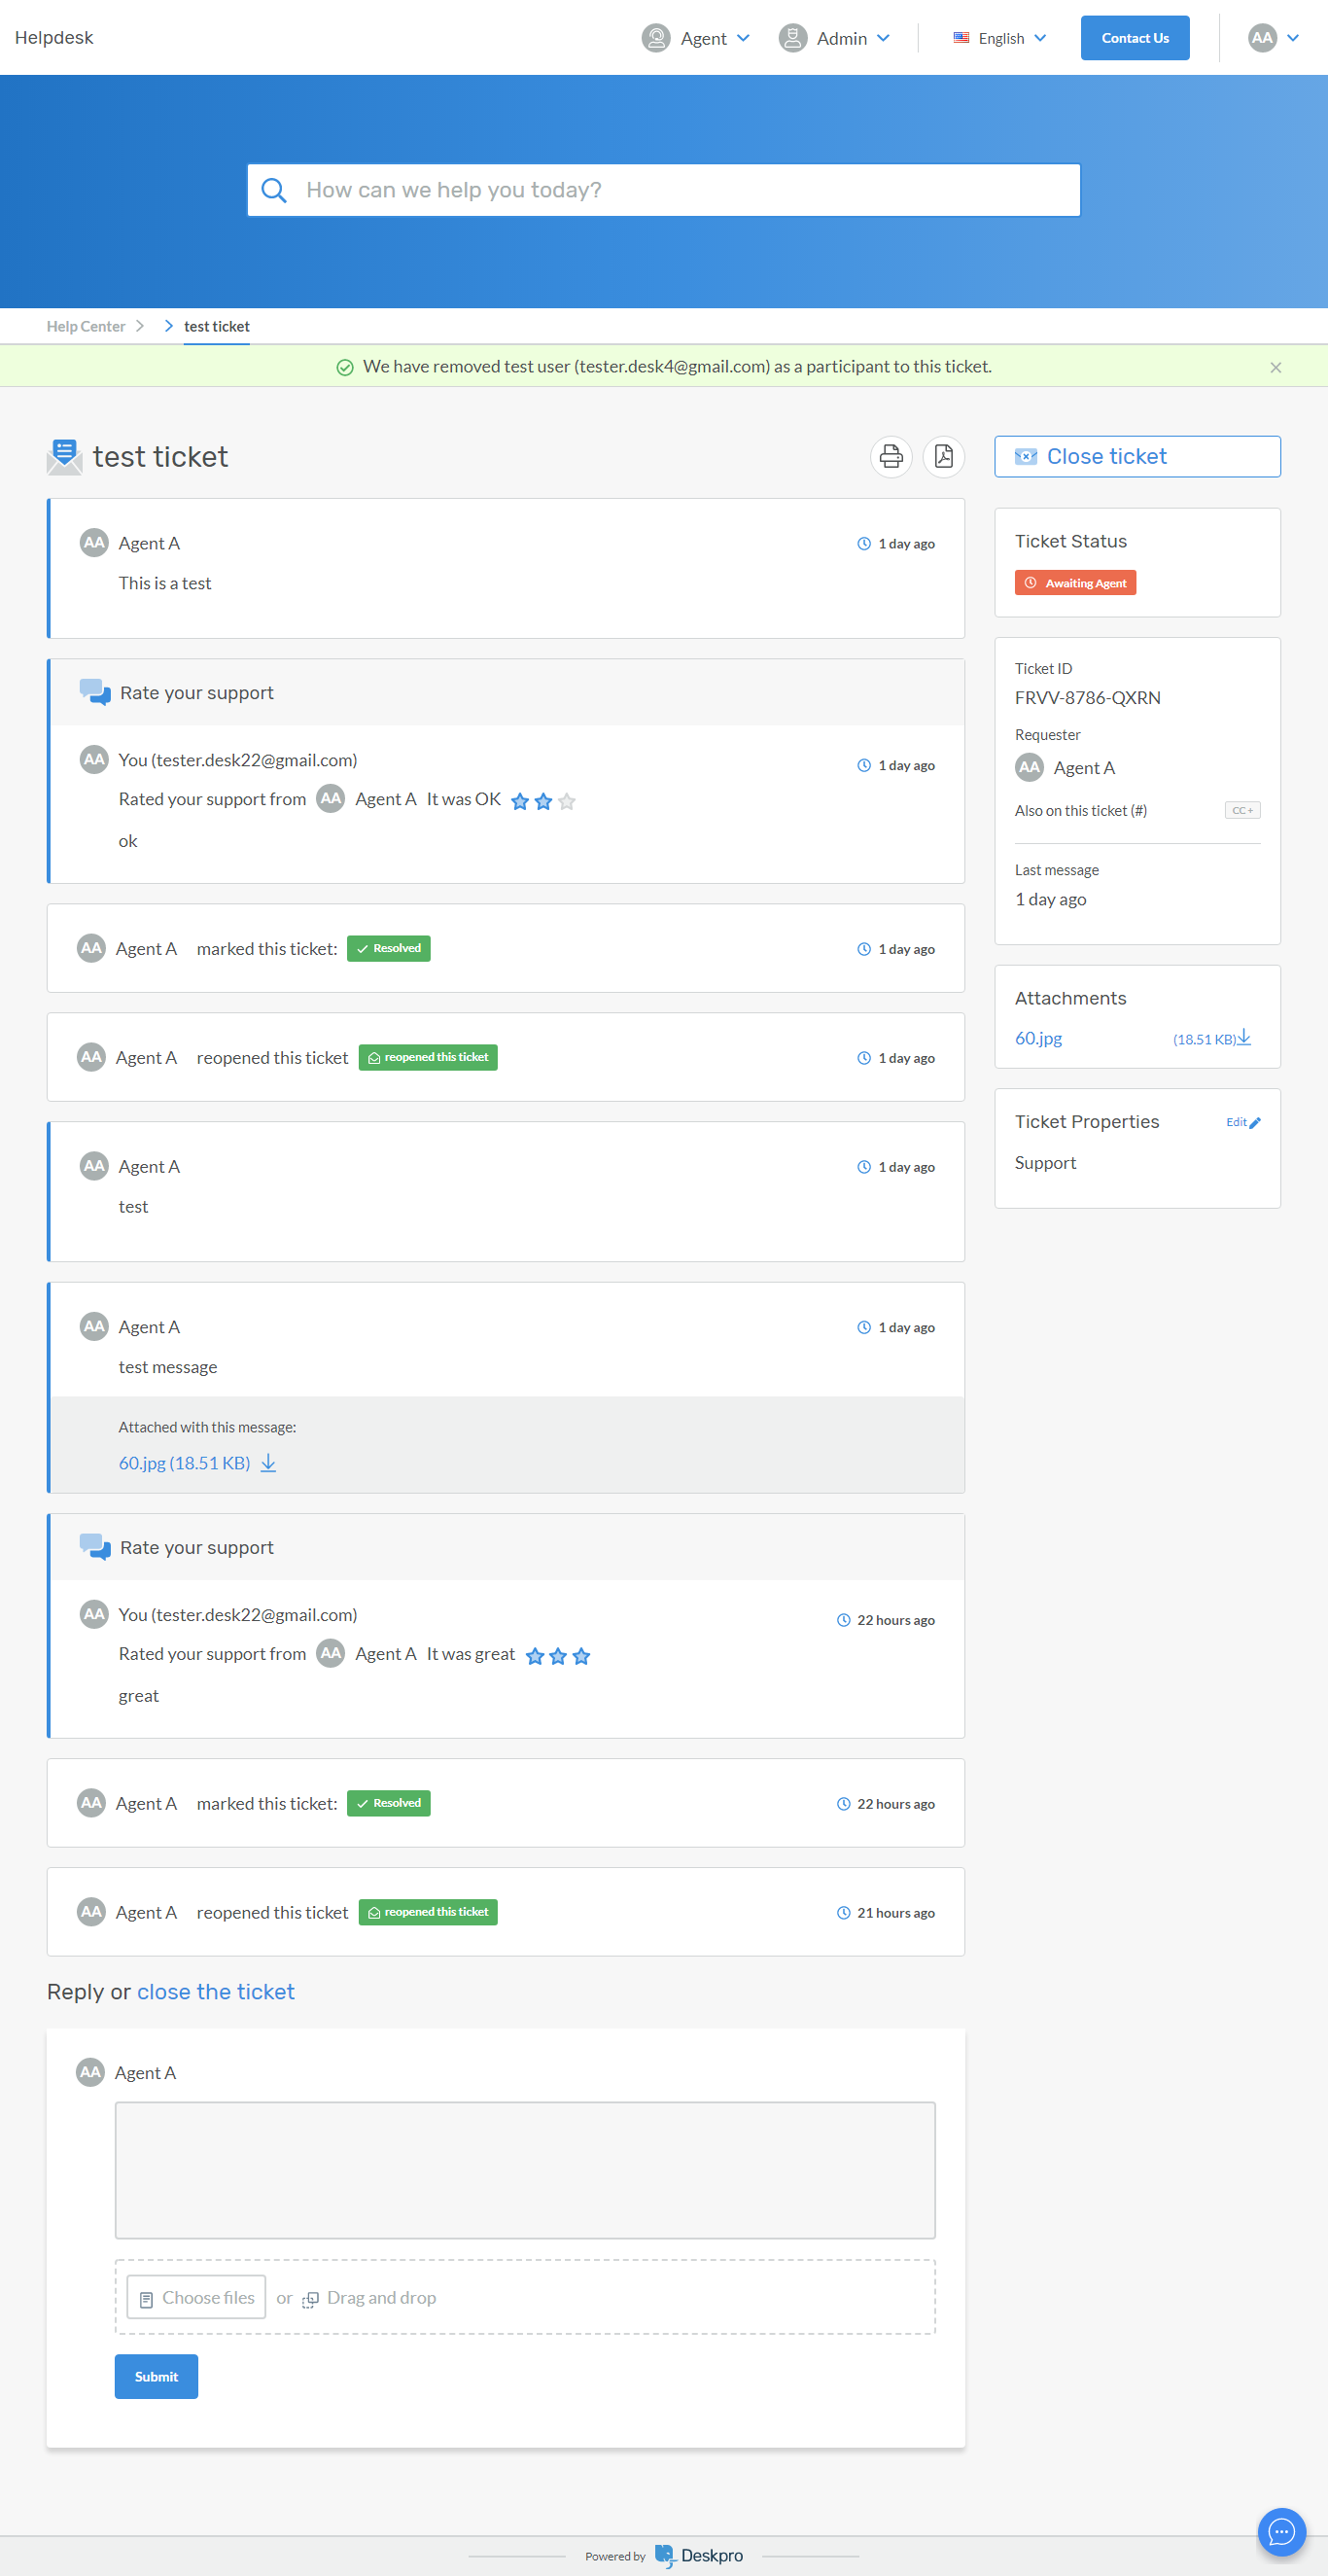 Helpdesk
Agent
Admin
English
Contact Us
AA
How can we help you today?
Help Center
test ticket
We have removed test user (tester.desk4@gmail.com) as a participant to this ticket.
test ticket
AA Agent A 1 day ago
This is a test
Rate your support
AA You (tester.desk22@gmail.com) 1 day ago
Rated your support from AA Agent A It was OK
ok
AA Agent A marked this ticket: Resolved 1 day ago
AA Agent A reopened this ticket reopened this ticket 1 day ago
AA Agent A 1 day ago
test
AA Agent A 1 day ago
test message
Attached with this message:
60.jpg (18.51 KB)
Rate your support
AA You (tester.desk22@gmail.com) 22 hours ago
Rated your support from AA Agent A It was great
great
AA Agent A marked this ticket: Resolved 22 hours ago
AA Agent A reopened this ticket reopened this ticket 21 hours ago
Reply or close the ticket
AA Agent A
Choose files or Drag and drop
Submit
Close ticket
Ticket Status
Awaiting Agent
Ticket ID
FRVV-8786-QXRN
Requester
AA Agent A
Also on this ticket (#) CC +
Last message
1 day ago
Attachments
60.jpg (18.51 KB)
Ticket Properties Edit
Support
Powered by Deskpro